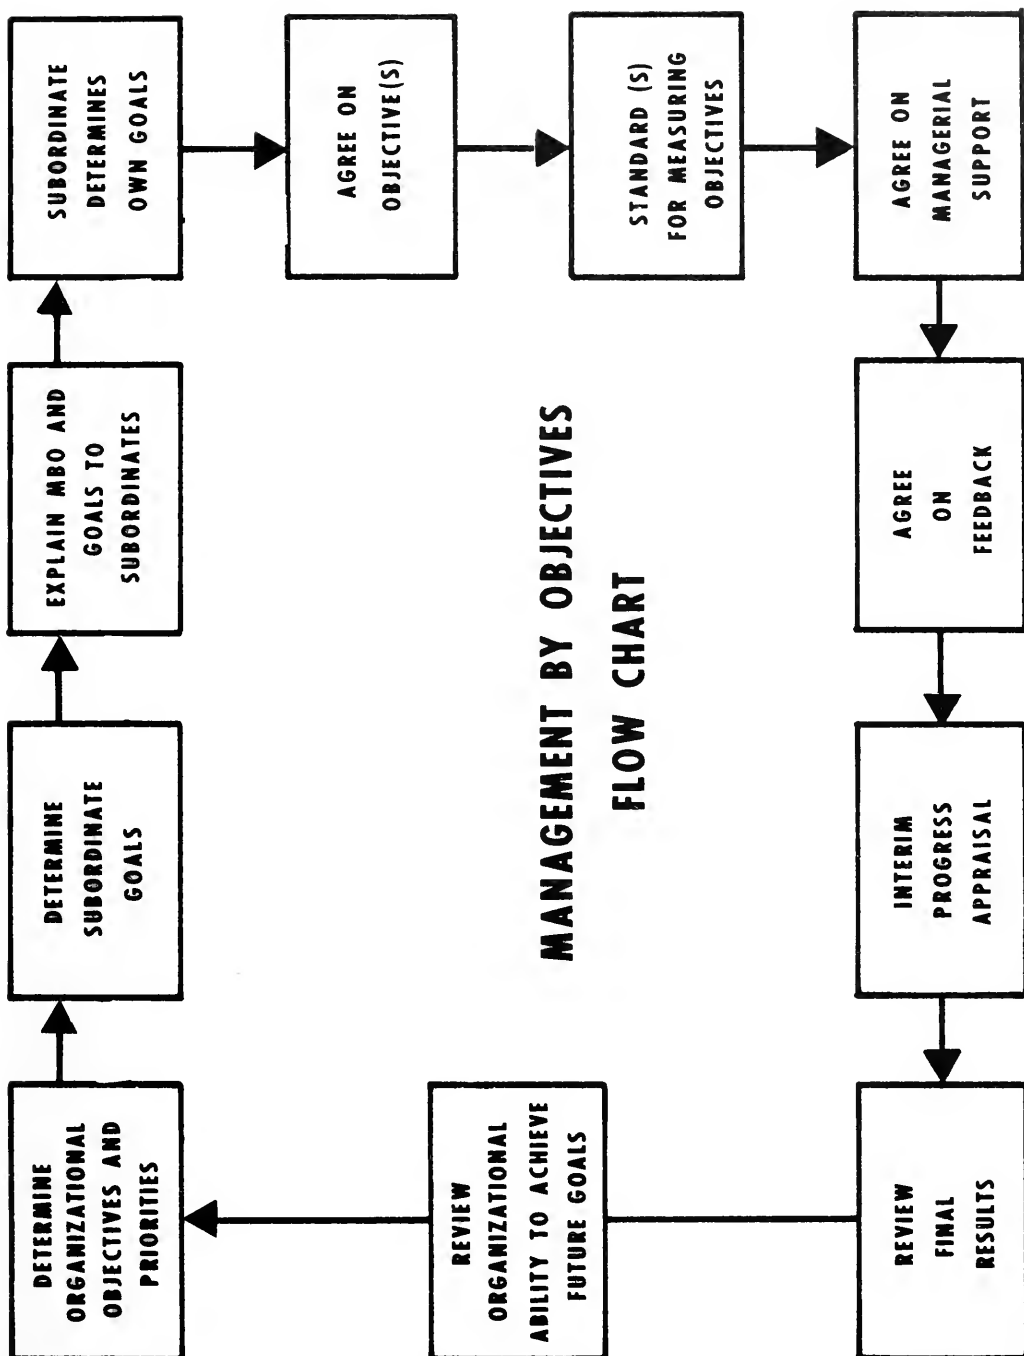 DETERMINE
ORGANIZATIONAL
OBJECTIVES AND
PRIORITIES
DETERMINE
SUBORDINATE
GOALS
EXPLAIN MBO AND
GOALS TO
SUBORDINATES
SUBORDINATE
DETERMINES
OWN GOALS
AGREE ON
OBJECTIVE(S)
STANDARD (S)
FOR MEASURING
OBJECTIVES
AGREE ON
MANAGERIAL
SUPPORT
AGREE
ON
FEEDBACK
INTERIM
PROGRESS
APPRAISAL
REVIEW
FINAL
RESULTS
REVIEW
ORGANIZATIONAL
ABILITY TO ACHIEVE
FUTURE GOALS
MANAGEMENT BY OBJECTIVES
FLOW CHART